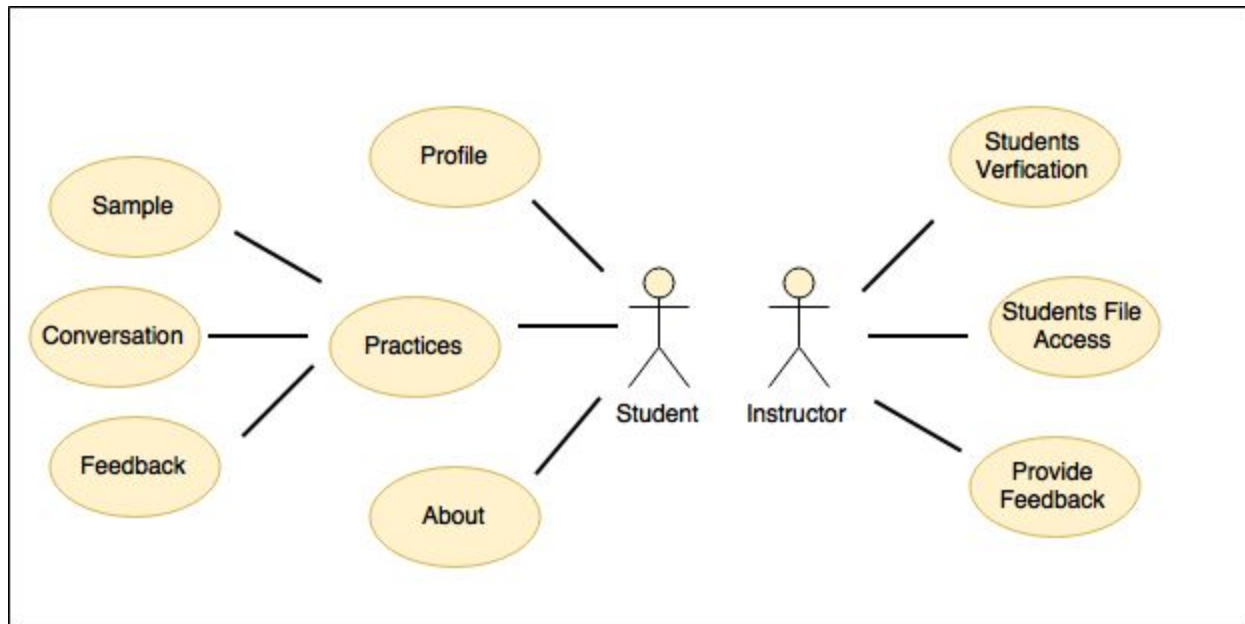 Profile
Students
Verfication
Sample
Conversation
Practices
Students File
Access
Student
Instructor
Feedback
About
Provide
Feedback